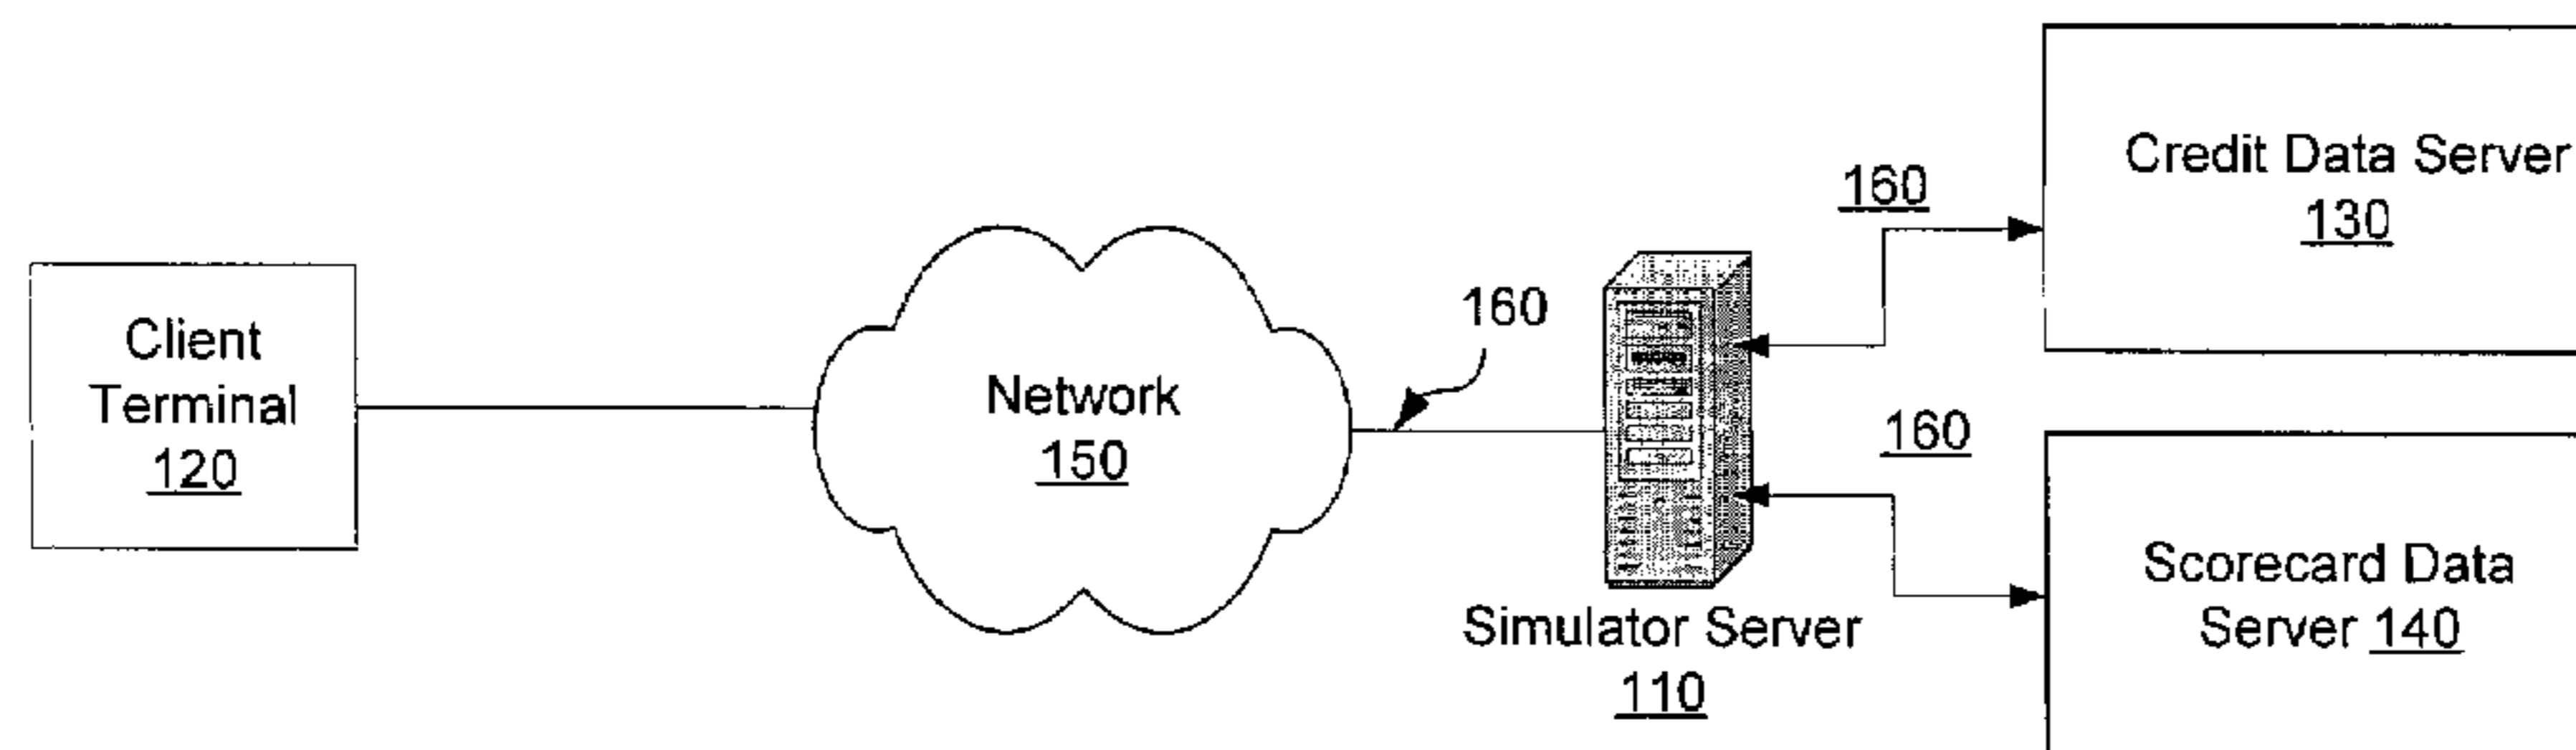 Client
Terminal
120
Network
150
160
Simulator Server
110
160
Credit Data Server
130
160
Scorecard Data
Server 140